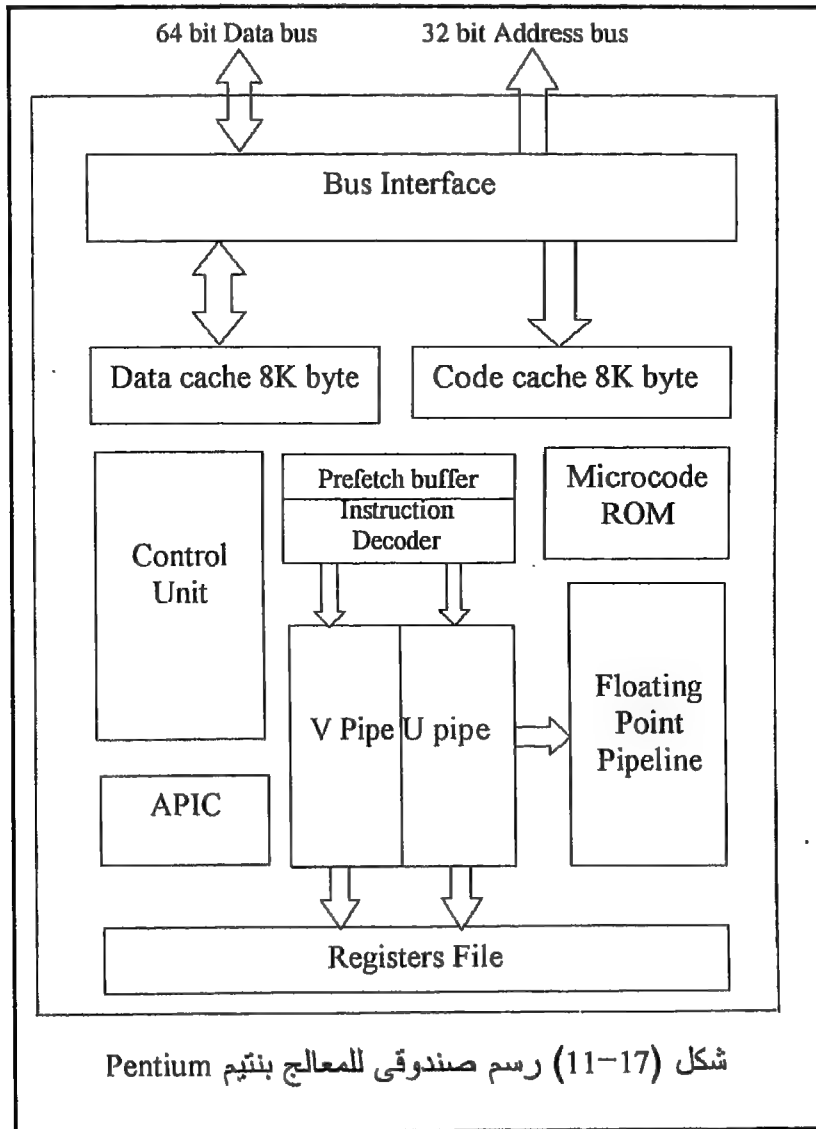 64 bit Data bus
32 bit Address bus
Bus Interface
Data cache 8K byte
Code cache 8K byte
Control
Unit
Prefetch buffer
Instruction
Decoder
Microcode
ROM
V Pipe
U pipe
Floating
Point
Pipeline
APIC
Registers File
شكل (17-11) رسم صندوقى للمعالج بنتيم Pentium